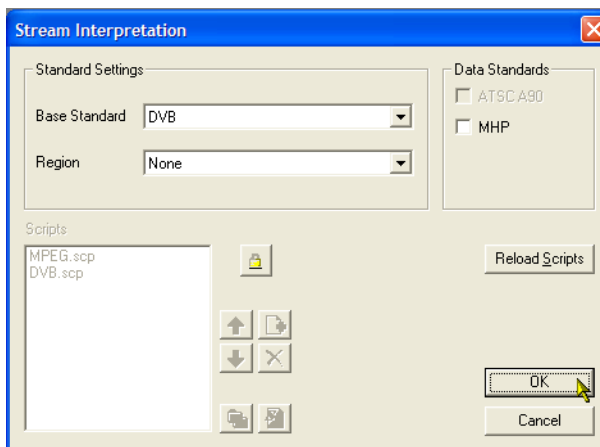 Stream Interpretation
Standard Settings
Base Standard
DVB
Region
None
Data Standards
ATSC A90
MHP
Scripts
MPEG.scp
DVB.scp
Reload Scripts
OK
Cancel